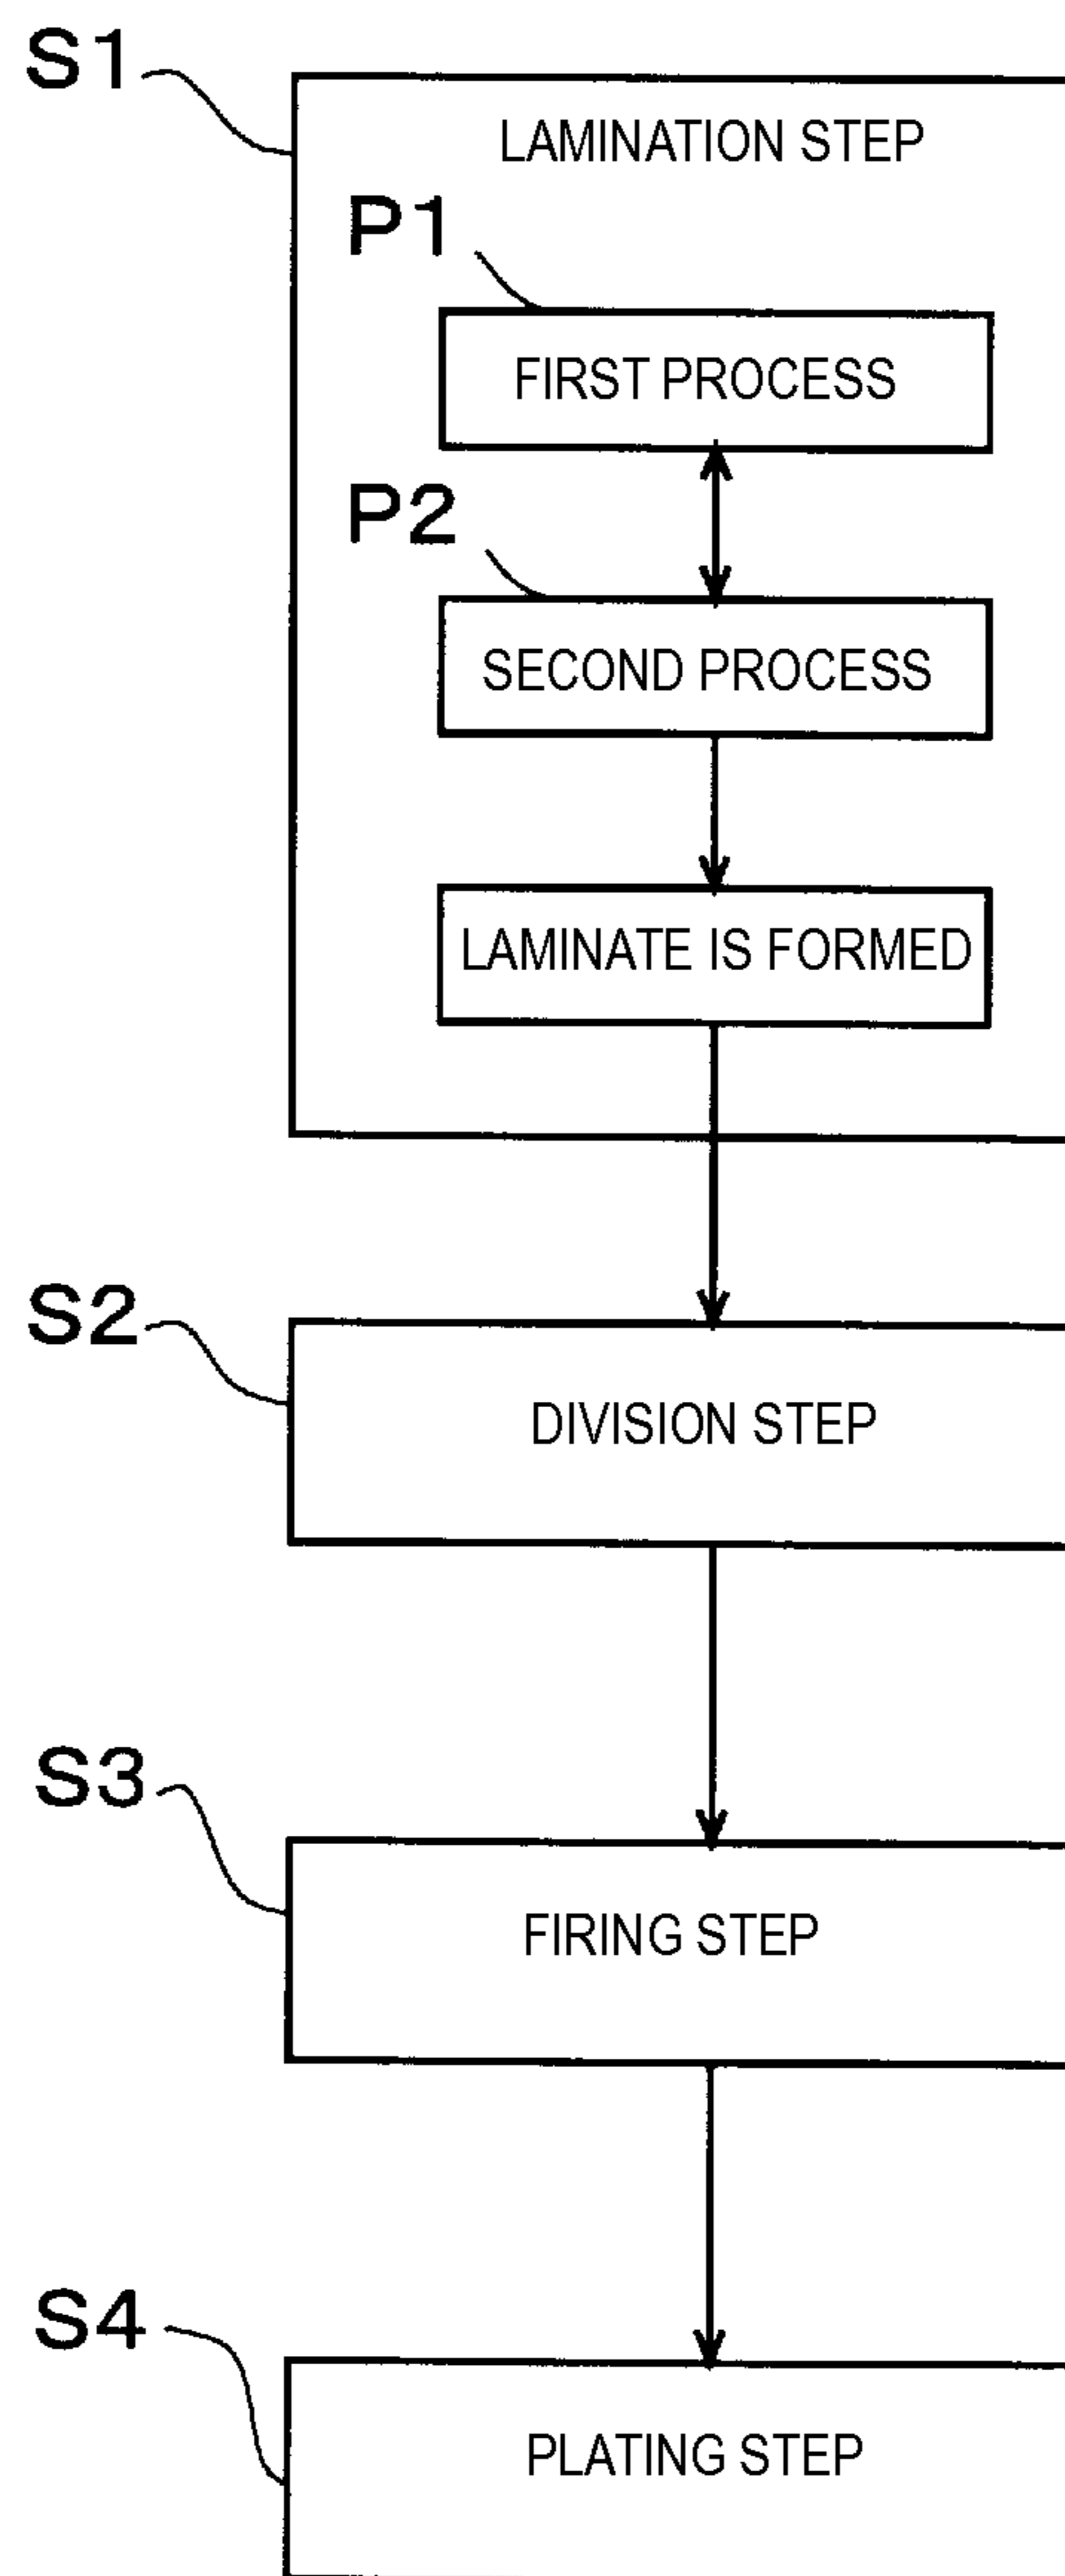 S1
LAMINATION STEP
P1
FIRST PROCESS
P2
SECOND PROCESS
LAMINATE IS FORMED
S2
DIVISION STEP
S3
FIRING STEP
S4
PLATING STEP